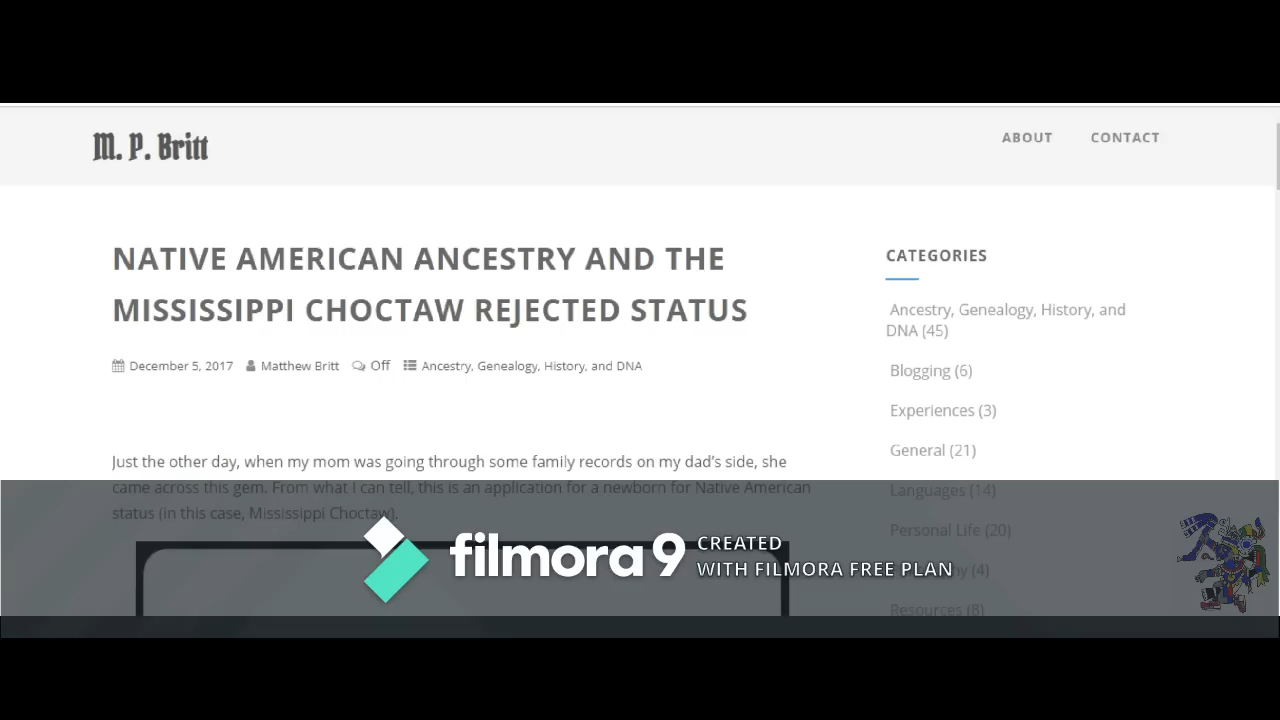 M. P. Britt
ABOUT CONTACT
NATIVE AMERICAN ANCESTRY AND THE
MISSISSIPPI CHOCTAW REJECTED STATUS
December 5, 2017 Matthew Britt Off Ancestry, Genealogy, History, and DNA
Just the other day, when my mom was going through some family records on my dad's side, she
came across this gem. From what I can tell, this is an application for a newborn for Native American
status (in this case, Mississippi Choctaw).
CATEGORIES
Ancestry, Genealogy, History, and
DNA (45)
Blogging (6)
Experiences (3)
General (21)
Languages (14)
Personal Life (20)
(4)
Resources (8)
filmora 9
CREATED
WITH FILMORA FREE PLAN